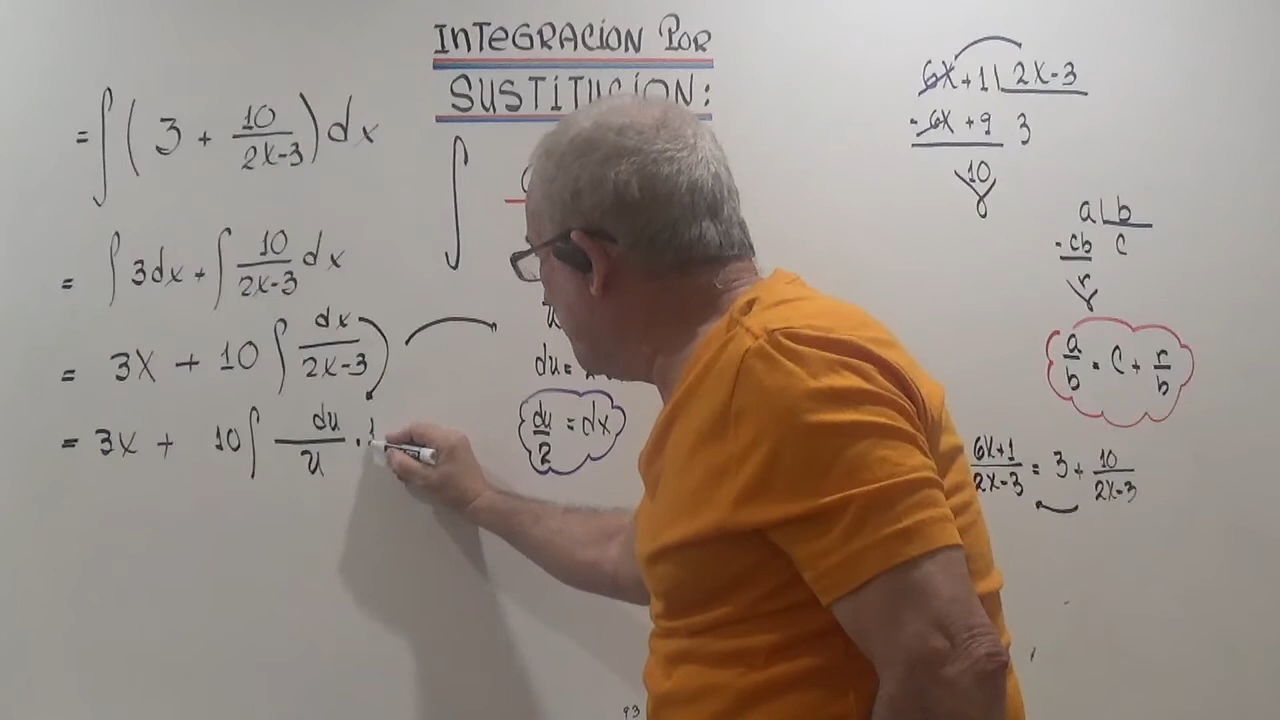 INTEGRACION POR
SUSTITUCIÓN:
= ∫ ( 3 + 10/(2X-3) ) dx
= ∫ 3dx + ∫ 10/(2X-3) dx
= 3X + 10 ∫ dx/(2X-3)
= 3X + 10 ∫ du/u ·
∫
du=
du/2 = dx
6X+1 | 2X-3
-6X+9 3
10
a | b
-cb c
r
a/b = C + r/b
(6X+1)/(2X-3) = 3 + 10/(2X-3)
93